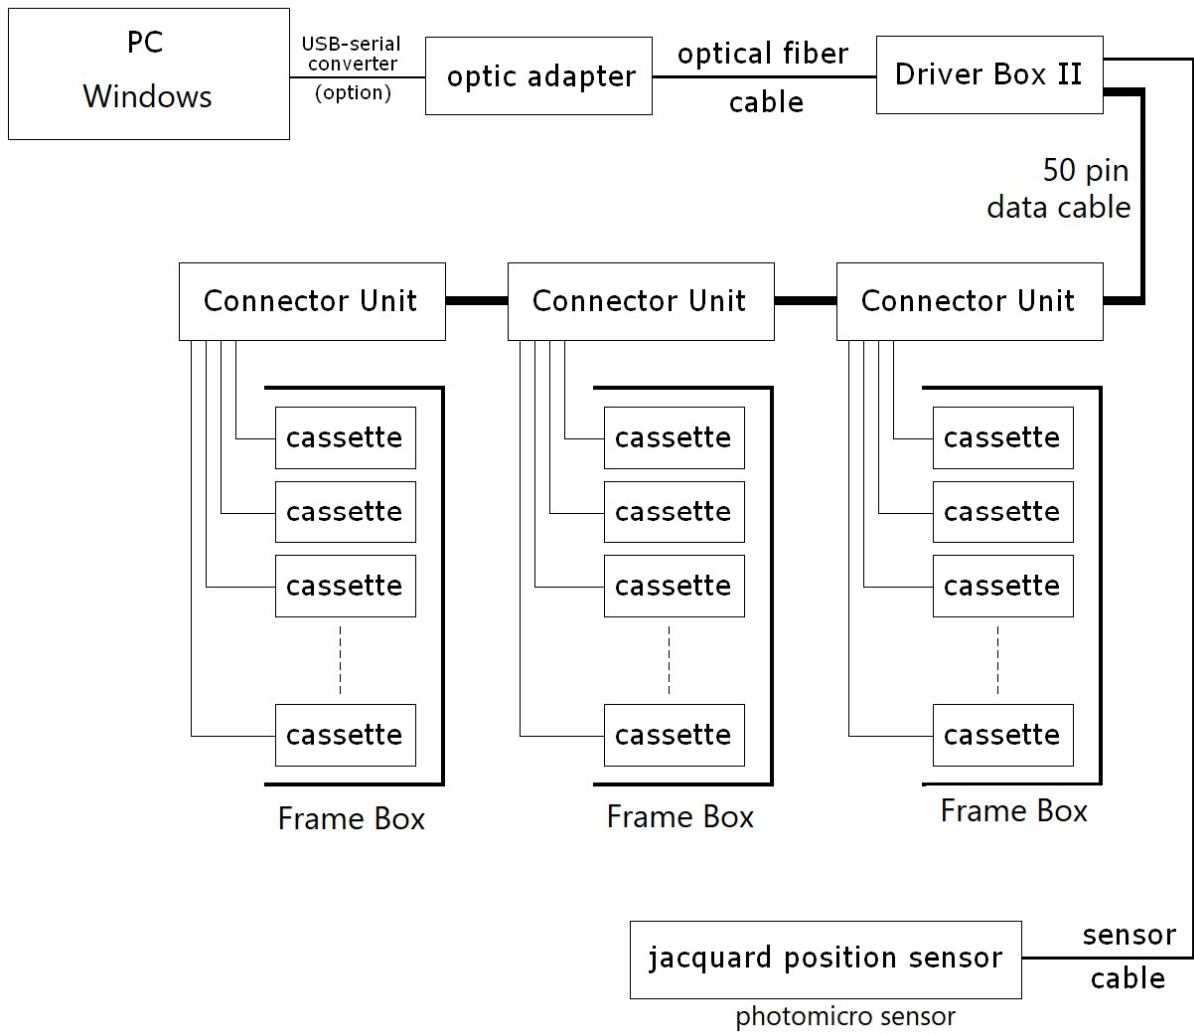 PC
Windows
USB-serial
converter
(option)
optic adapter
optical fiber
cable
Driver Box II
50 pin
data cable
Connector Unit
Connector Unit
Connector Unit
cassette
cassette
cassette
cassette
Frame Box
cassette
cassette
cassette
cassette
Frame Box
cassette
cassette
cassette
cassette
Frame Box
jacquard position sensor
photomicro sensor
sensor
cable